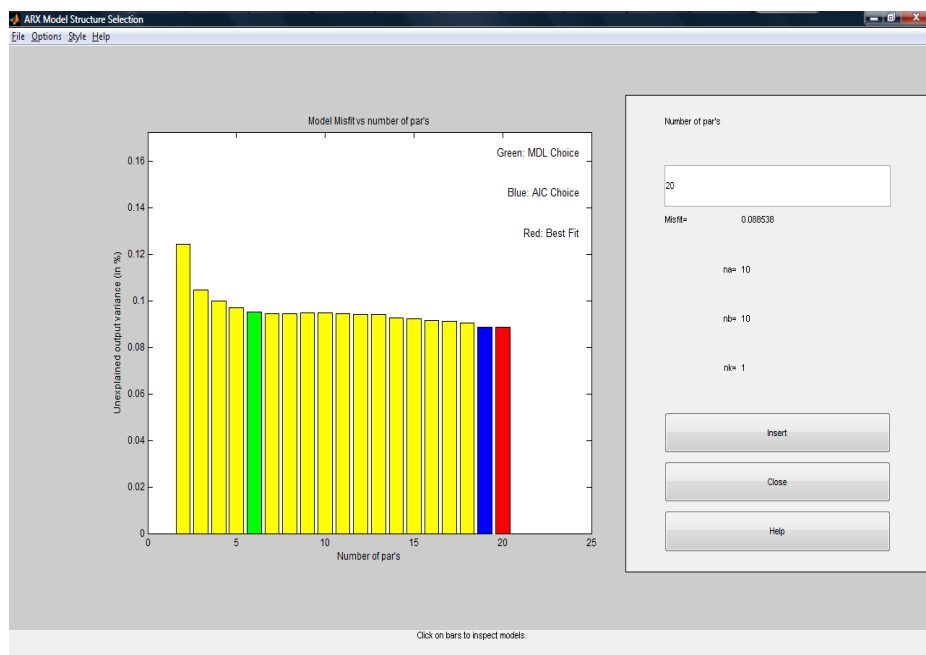 ARX Model Structure Selection
File Options Style Help
Model Misfit vs number of par's
Green: MDL Choice
Blue: AIC Choice
Red: Best Fit
Unexplained output variance (in %)
0.16
0.14
0.12
0.1
0.08
0.06
0.04
0.02
0
0 5 10 15 20 25
Number of par's
Number of par's
20
Misfit= 0.088538
na= 10
nb= 10
nk= 1
Insert
Close
Help
Click on bars to inspect models.